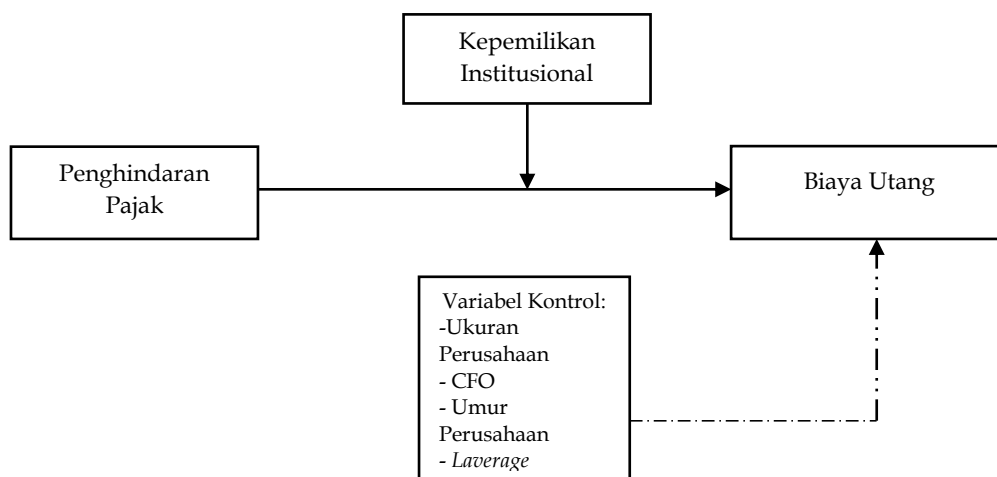 Kepemilikan
Institusional
Penghindaran
Pajak
Biaya Utang
Variabel Kontrol:
-Ukuran
Perusahaan
- CFO
- Umur
Perusahaan
- Laverage